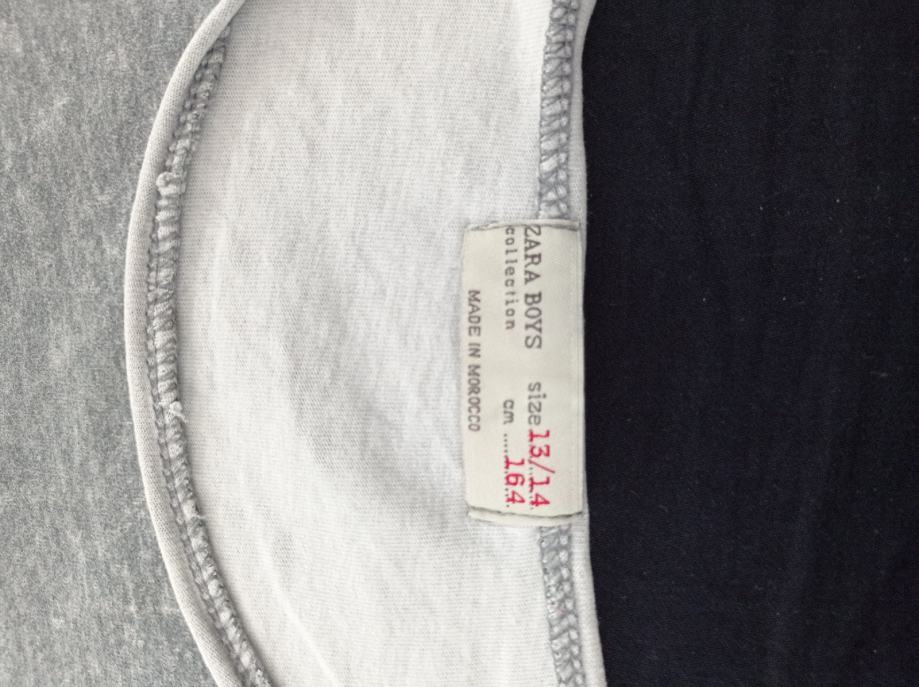 ZARA BOYS size 13/14
collection cm ..... 164
MADE IN MOROCCO